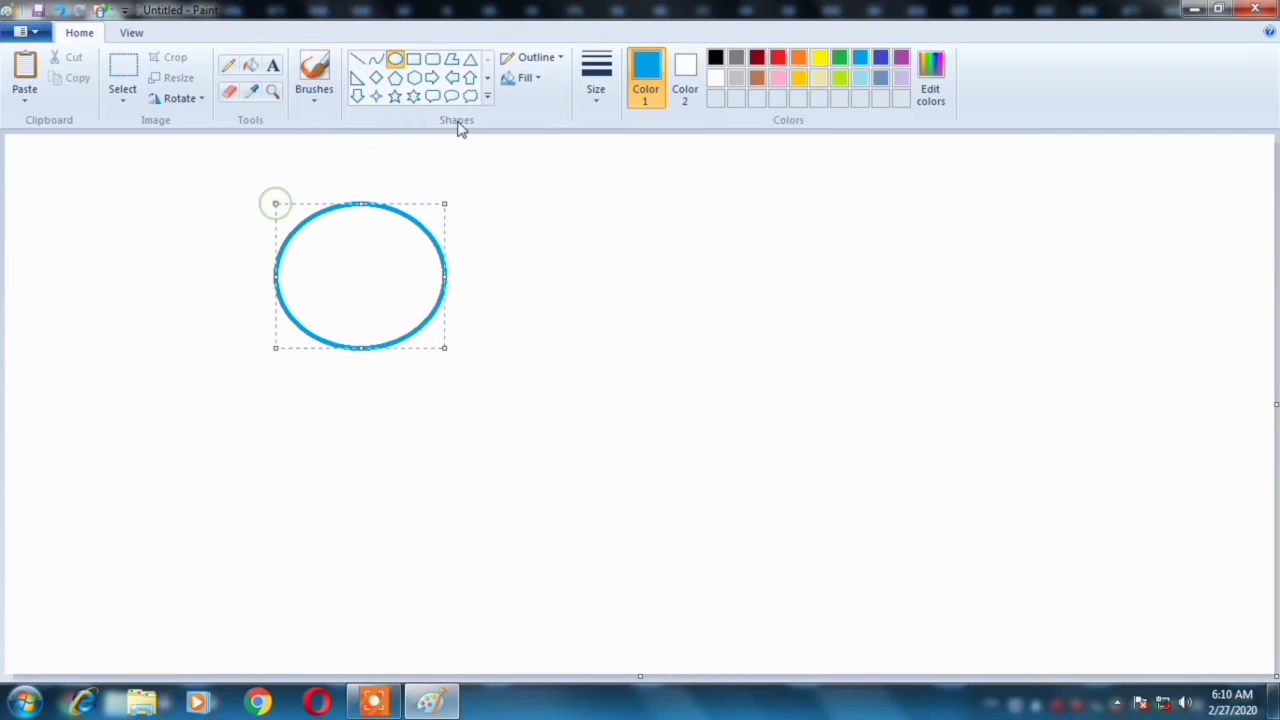 Untitled - Paint
Home View
Paste
Cut
Copy
Clipboard
Select
Crop
Resize
Rotate
Image
A
Tools
Brushes
Outline
Fill
Shapes
Size
Color 1
Color 2
Edit colors
Colors
6:10 AM
2/27/2020